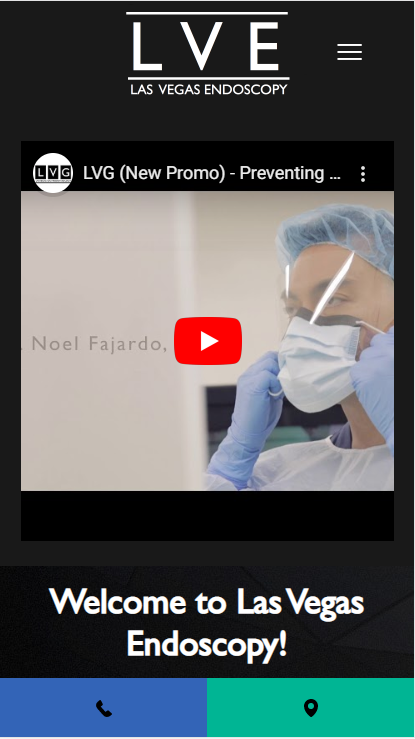 LVE
LAS VEGAS ENDOSCOPY
LVG
LVG (New Promo) - Preventing ...
. Noel Fajardo,
Welcome to Las Vegas
Endoscopy!